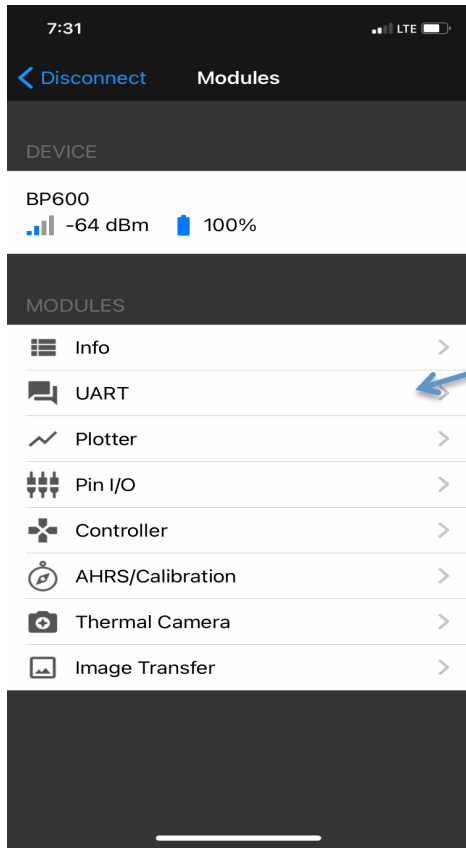 7:31
LTE
Disconnect Modules
DEVICE
BP600
-64 dBm 100%
MODULES
Info
UART
Plotter
Pin I/O
Controller
AHRS/Calibration
Thermal Camera
Image Transfer